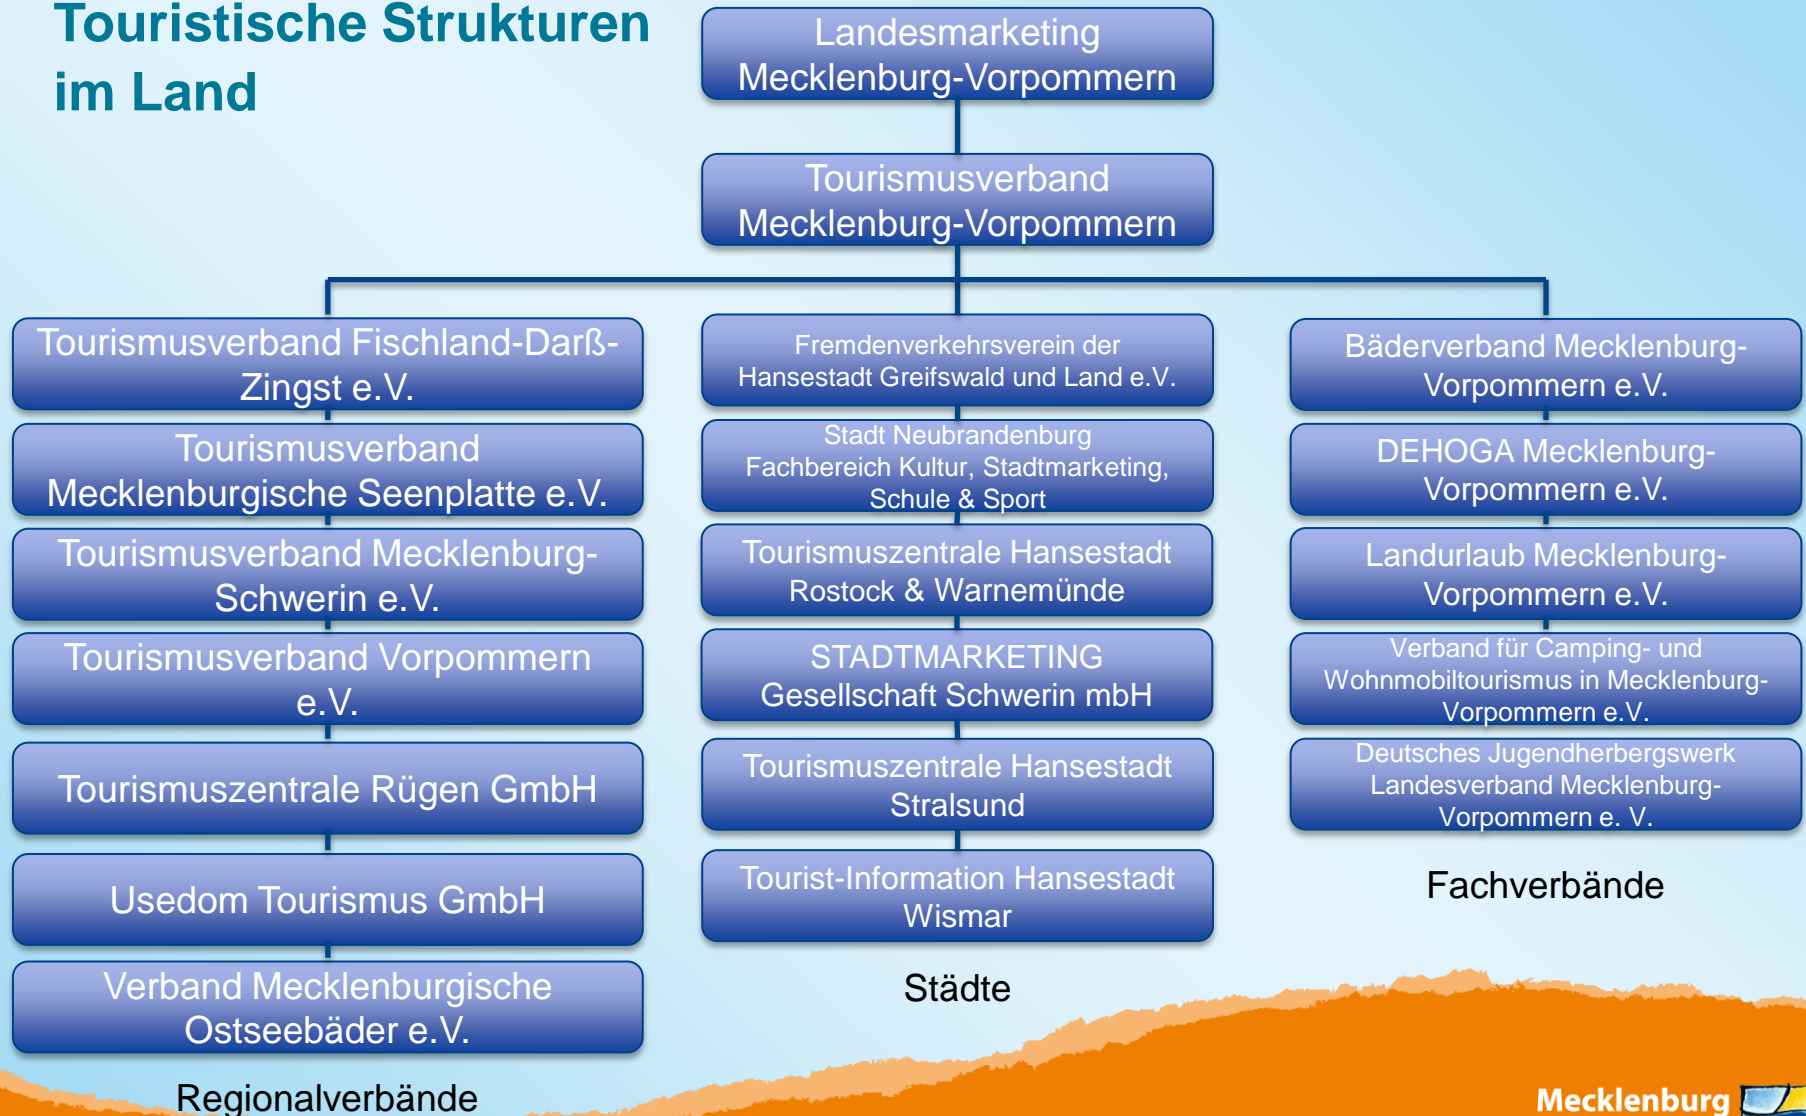 Touristische Strukturen
im Land
Landesmarketing
Mecklenburg-Vorpommern
Tourismusverband
Mecklenburg-Vorpommern
Tourismusverband Fischland-Darß-
Zingst e.V.
Tourismusverband
Mecklenburgische Seenplatte e.V.
Tourismusverband Mecklenburg-
Schwerin e.V.
Tourismusverband Vorpommern
e.V.
Tourismuszentrale Rügen GmbH
Usedom Tourismus GmbH
Verband Mecklenburgische
Ostseebäder e.V.
Regionalverbände
Fremdenverkehrsverein der
Hansestadt Greifswald und Land e.V.
Stadt Neubrandenburg
Fachbereich Kultur, Stadtmarketing,
Schule & Sport
Tourismuszentrale Hansestadt
Rostock & Warnemünde
STADTMARKETING
Gesellschaft Schwerin mbH
Tourismuszentrale Hansestadt
Stralsund
Tourist-Information Hansestadt
Wismar
Städte
Bäderverband Mecklenburg-
Vorpommern e.V.
DEHOGA Mecklenburg-
Vorpommern e.V.
Landurlaub Mecklenburg-
Vorpommern e.V.
Verband für Camping- und
Wohnmobiltourismus in Mecklenburg-
Vorpommern e.V.
Deutsches Jugendherbergswerk
Landesverband Mecklenburg-
Vorpommern e. V.
Fachverbände
Mecklenburg